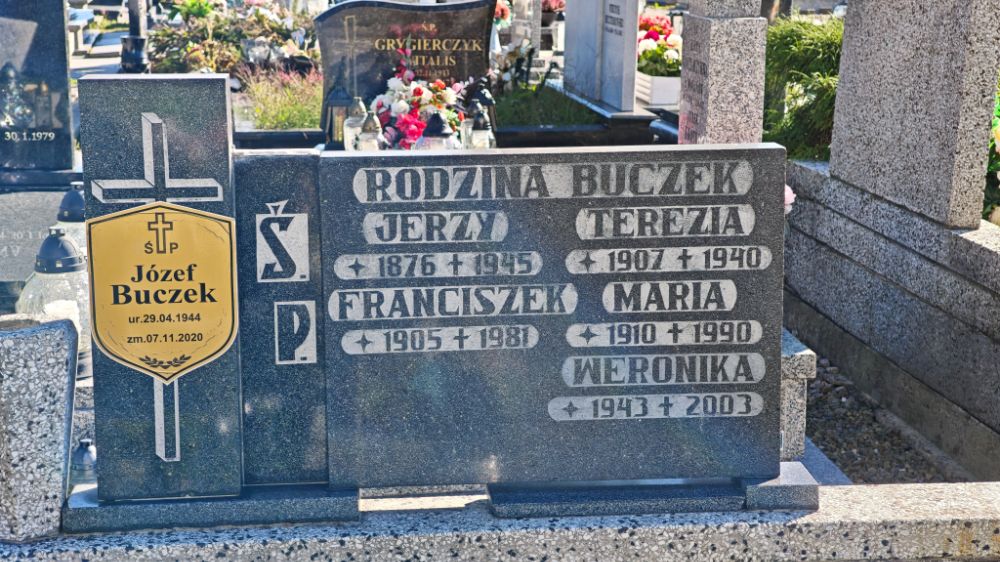 30.1.1979
ŚP
GRYGIERCZYK
ŚP
Józef
Buczek
ur.29.04.1944
zm.07.11.2020
Ś.
P.
RODZINA BUCZEK
JERZY
1876 † 1945
FRANCISZEK
1905 † 1981
TEREZIA
1907 † 1940
MARIA
1910 † 1990
WERONIKA
1943 † 2003